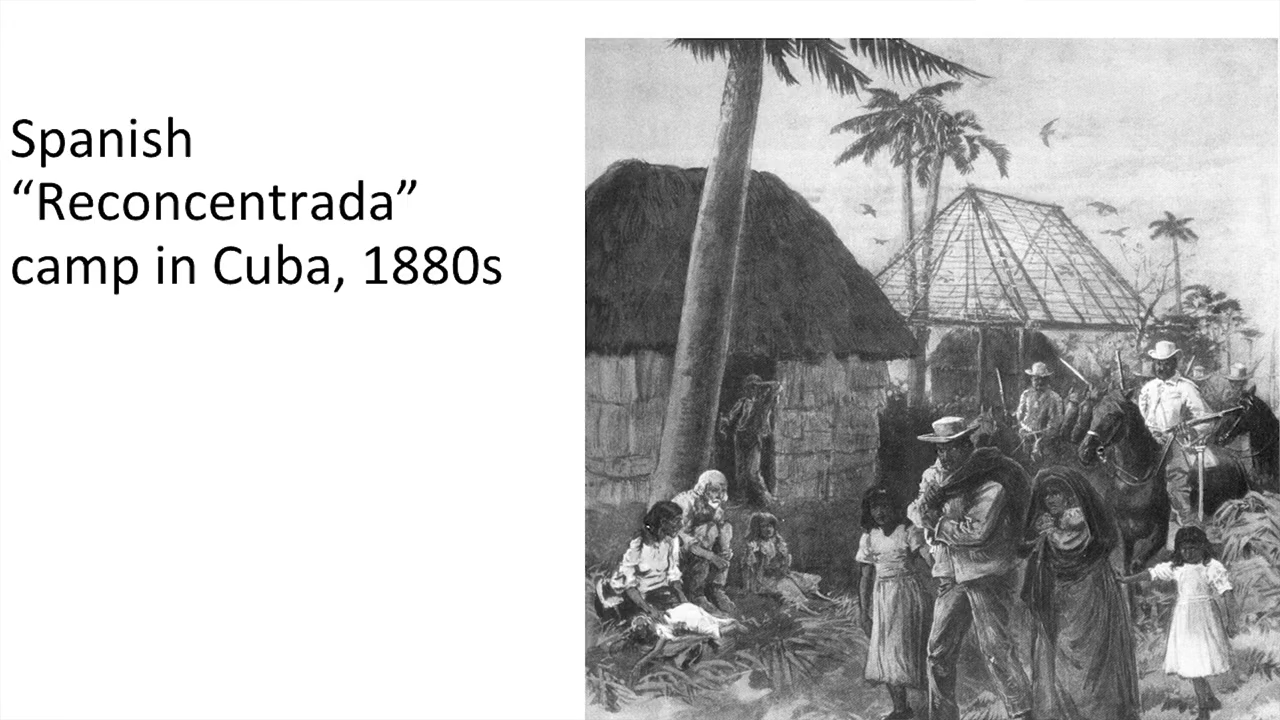 Spanish
“Reconcentrada”
camp in Cuba, 1880s